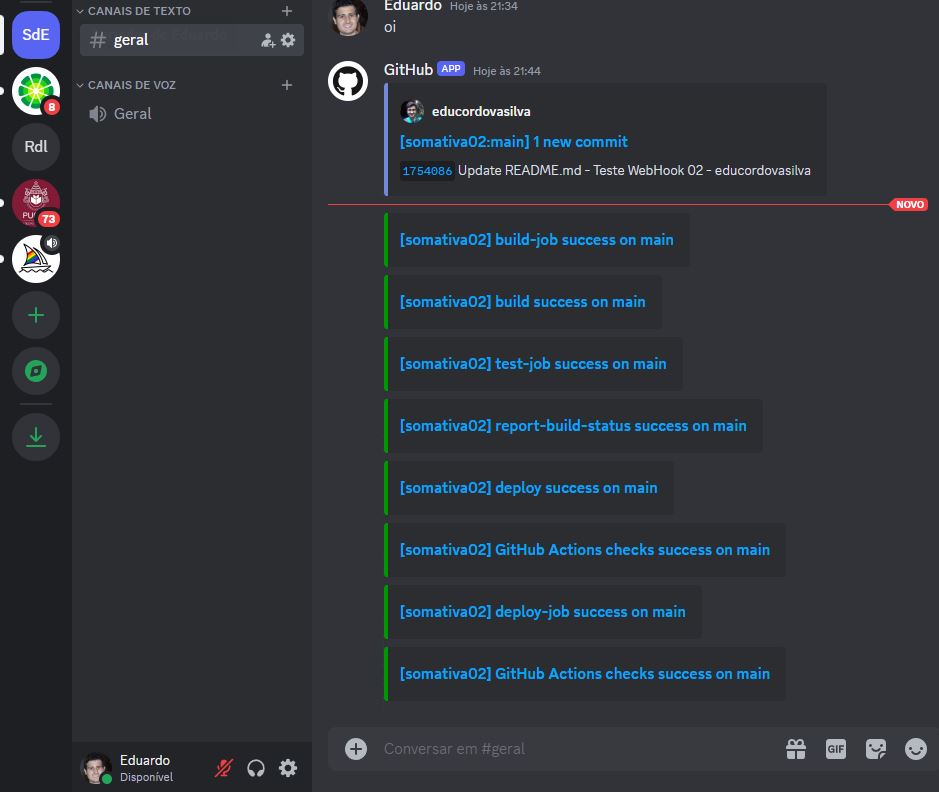 SdE
8
Rdl
PU
73
CANAIS DE TEXTO
geral
CANAIS DE VOZ
Geral
Eduardo
Disponível
Eduardo Hoje às 21:34
oi
GitHub APP Hoje às 21:44
educordovasilva
[somativa02:main] 1 new commit
1754086 Update README.md - Teste WebHook 02 - educordovasilva
NOVO
[somativa02] build-job success on main
[somativa02] build success on main
[somativa02] test-job success on main
[somativa02] report-build-status success on main
[somativa02] deploy success on main
[somativa02] GitHub Actions checks success on main
[somativa02] deploy-job success on main
[somativa02] GitHub Actions checks success on main
Conversar em #geral
GIF